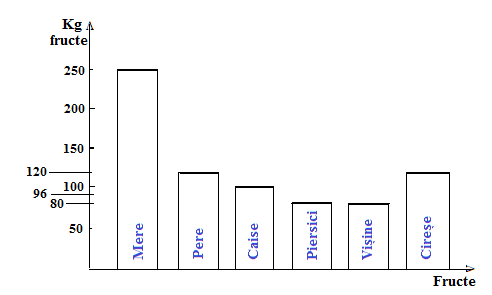 Kg
fructe
250
200
150
120
100
96
80
50
Mere
Pere
Caise
Piersici
Vișine
Cireșe
Fructe